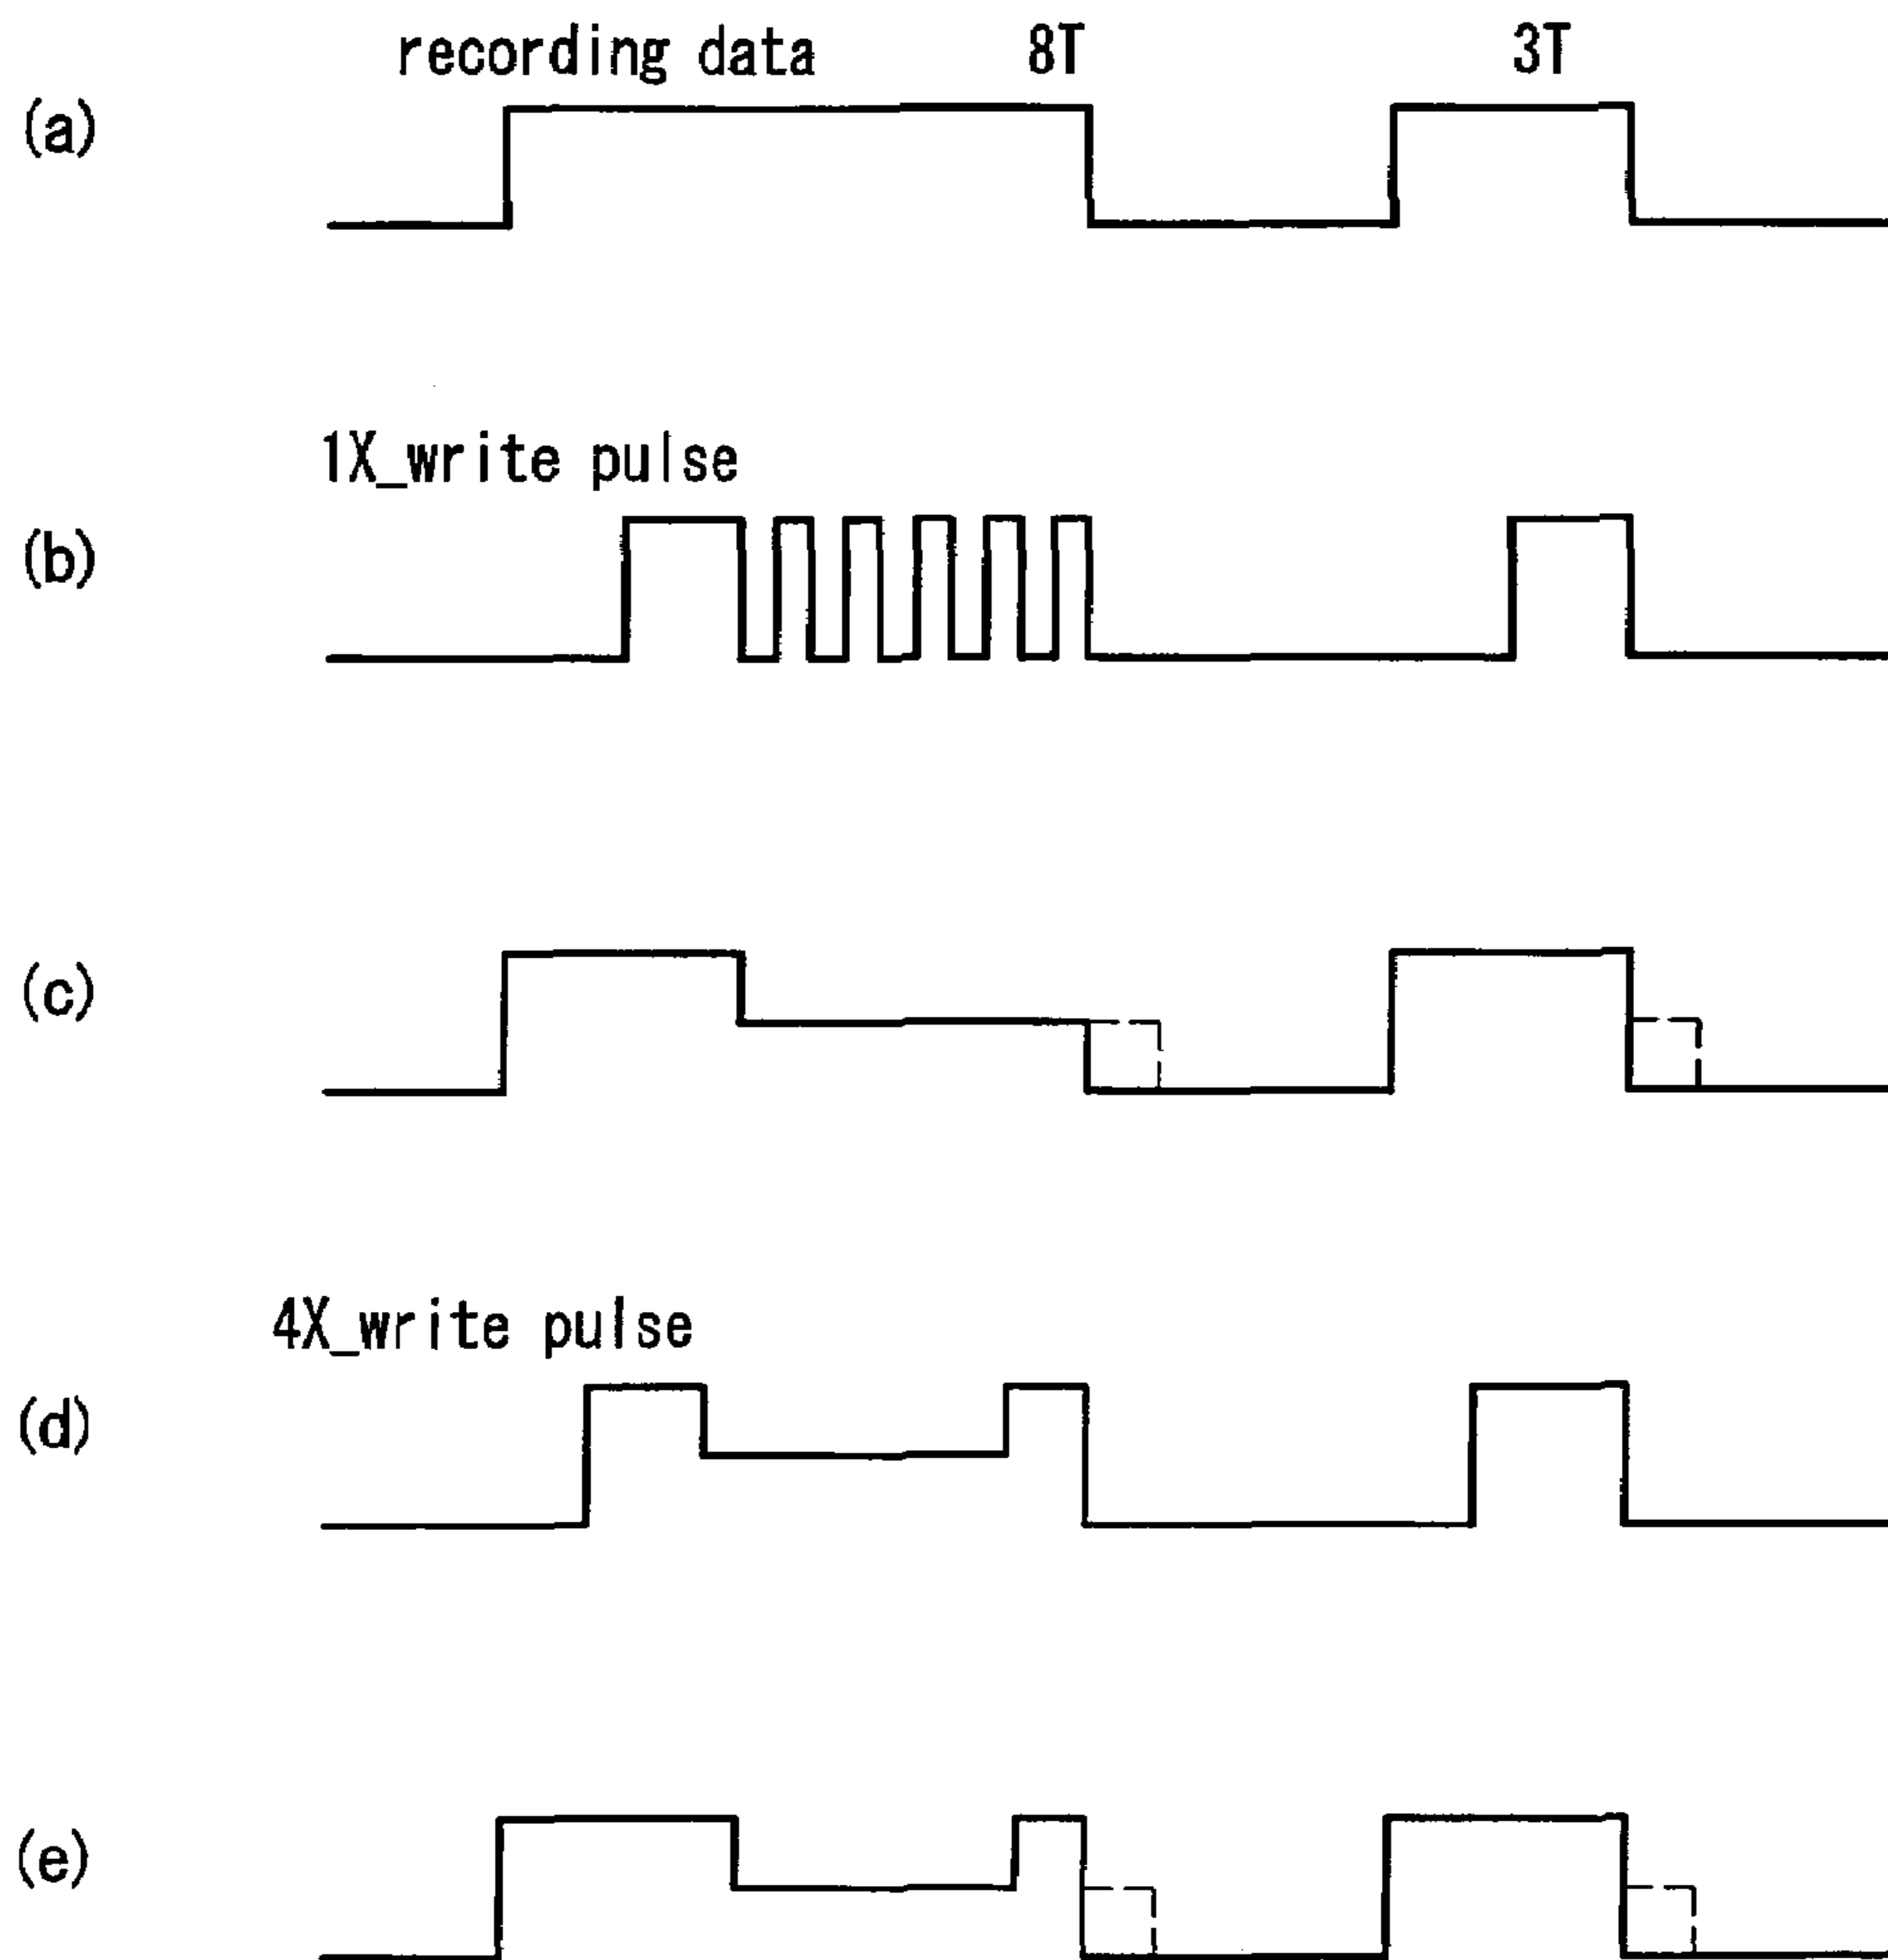 recording data 8T 3T
(a)
1X_write pulse
(b)
(c)
4X_write pulse
(d)
(e)